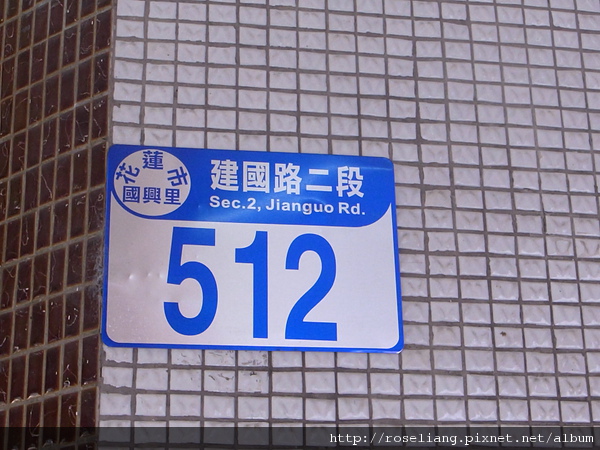 花蓮市
國興里
建國路二段
Sec.2, Jianguo Rd.
512
http://roseliang.pixnet.net/album